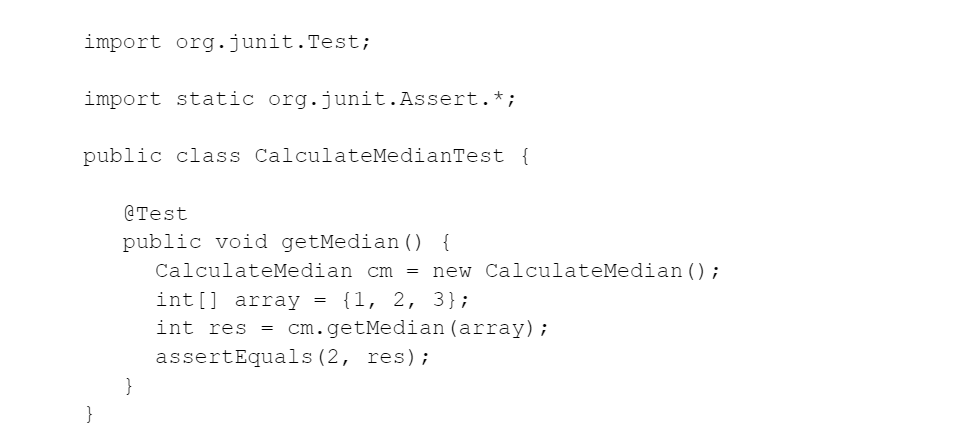 import org.junit.Test;
import static org.junit.Assert.*;
public class CalculateMedianTest {
@Test
public void getMedian() {
CalculateMedian cm = new CalculateMedian();
int[] array = {1, 2, 3};
int res = cm.getMedian(array);
assertEquals(2, res);
}
}